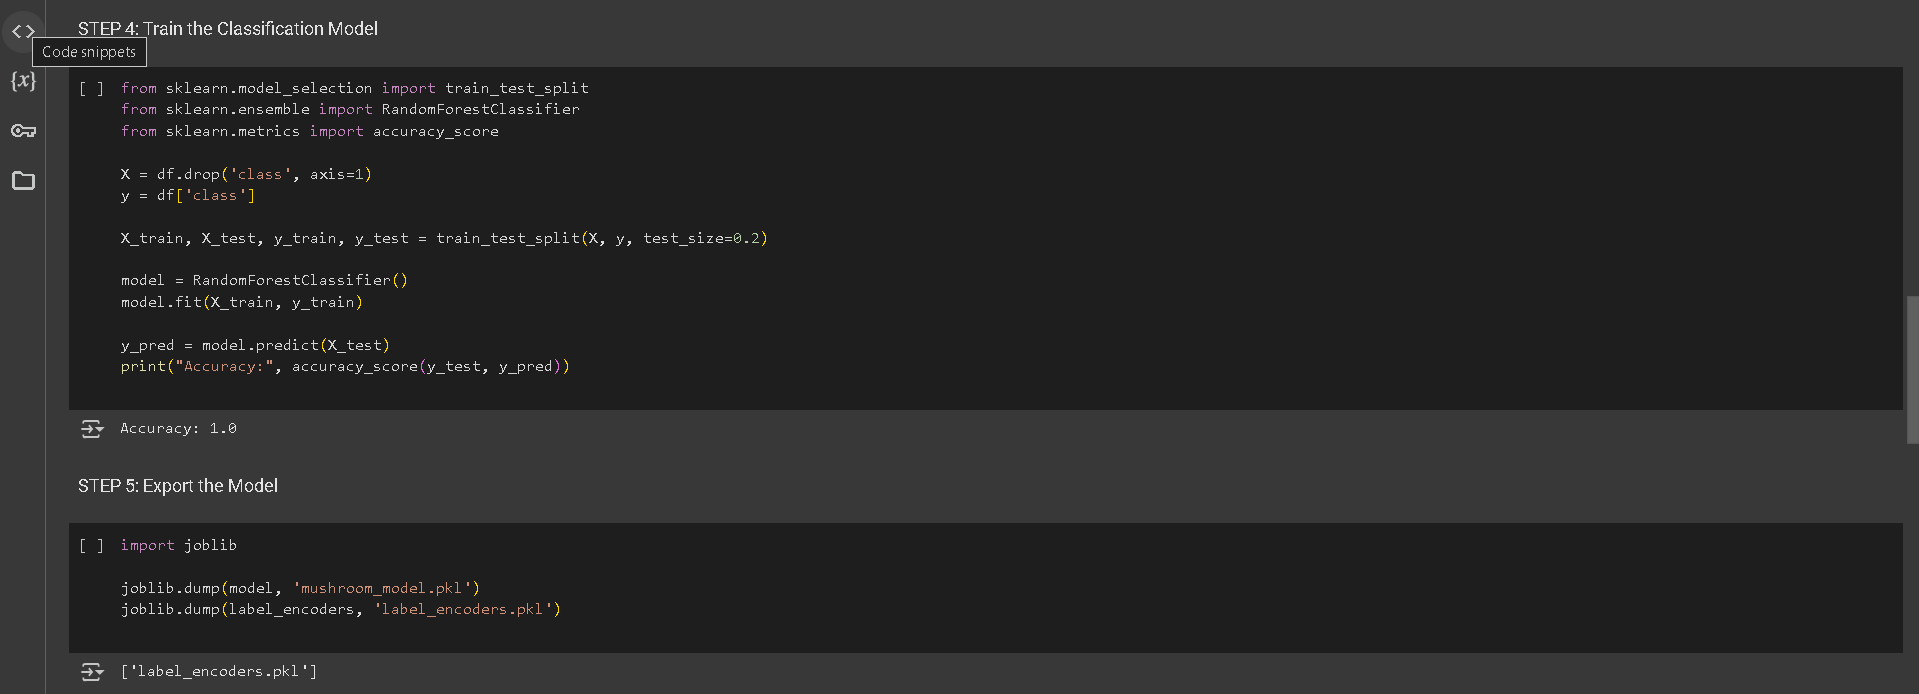 STEP 4: Train the Classification Model
Code snippets
{x}
[ ] from sklearn.model_selection import train_test_split
from sklearn.ensemble import RandomForestClassifier
from sklearn.metrics import accuracy_score
X = df.drop('class', axis=1)
y = df['class']
X_train, X_test, y_train, y_test = train_test_split(X, y, test_size=0.2)
model = RandomForestClassifier()
model.fit(X_train, y_train)
y_pred = model.predict(X_test)
print("Accuracy:", accuracy_score(y_test, y_pred))
Accuracy: 1.0
STEP 5: Export the Model
[ ] import joblib
joblib.dump(model, 'mushroom_model.pkl')
joblib.dump(label_encoders, 'label_encoders.pkl')
['label_encoders.pkl']